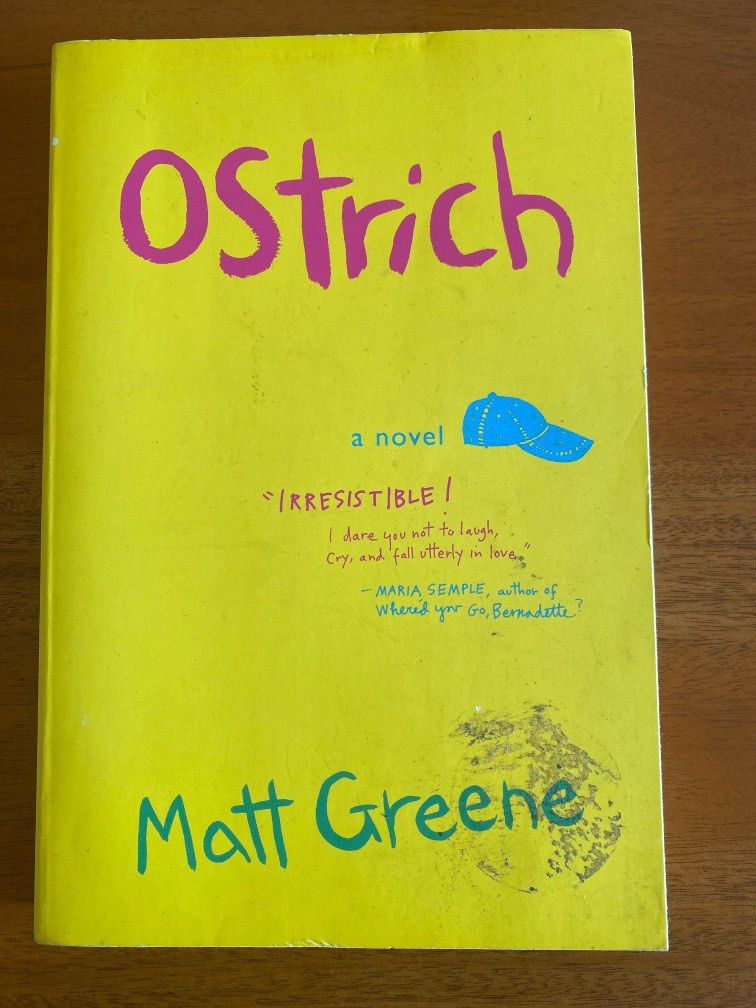 Ostrich
a novel
"IRRESISTIBLE!
I dare you not to laugh,
Cry, and fall utterly in love."
—MARIA SEMPLE, author of
Where'd you Go, Bernadette?
Matt Greene